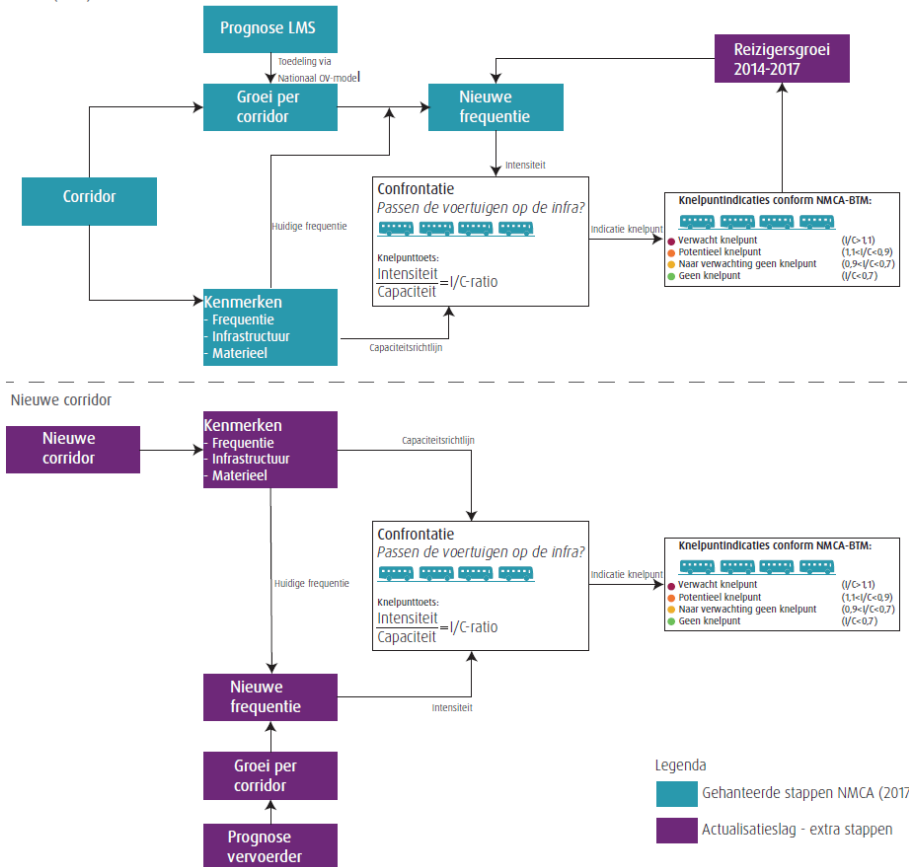 Prognose LMS
Toedeling via
Nationaal OV-model
Reizigersgroei
2014-2017
Groei per
corridor
Nieuwe
frequentie
Intensiteit
Corridor
Huidige frequentie
Confrontatie
Passen de voertuigen op de infra?
Knelpunttoets:
Intensiteit
Capaciteit
=I/C-ratio
Indicatie knelpunt
Knelpuntindicaties conform NMCA-BTM:
Verwacht knelpunt (I/C>1,1)
Potentieel knelpunt (1,1<I/C<0,9)
Naar verwachting geen knelpunt (0,9<I/C<0,7)
Geen knelpunt (I/C<0,7)
Kenmerken
- Frequentie
- Infrastructuur
- Materieel
Capaciteitsrichtlijn
Nieuwe corridor
Nieuwe
corridor
Kenmerken
- Frequentie
- Infrastructuur
- Materieel
Capaciteitsrichtlijn
Huidige frequentie
Confrontatie
Passen de voertuigen op de infra?
Knelpunttoets:
Intensiteit
Capaciteit
=I/C-ratio
Indicatie knelpunt
Knelpuntindicaties conform NMCA-BTM:
Verwacht knelpunt (I/C>1,1)
Potentieel knelpunt (1,1<I/C<0,9)
Naar verwachting geen knelpunt (0,9<I/C<0,7)
Geen knelpunt (I/C<0,7)
Nieuwe
frequentie
Intensiteit
Groei per
corridor
Prognose
vervoerder
Legenda
Gehanteerde stappen NMCA (2017
Actualisatieslag - extra stappen